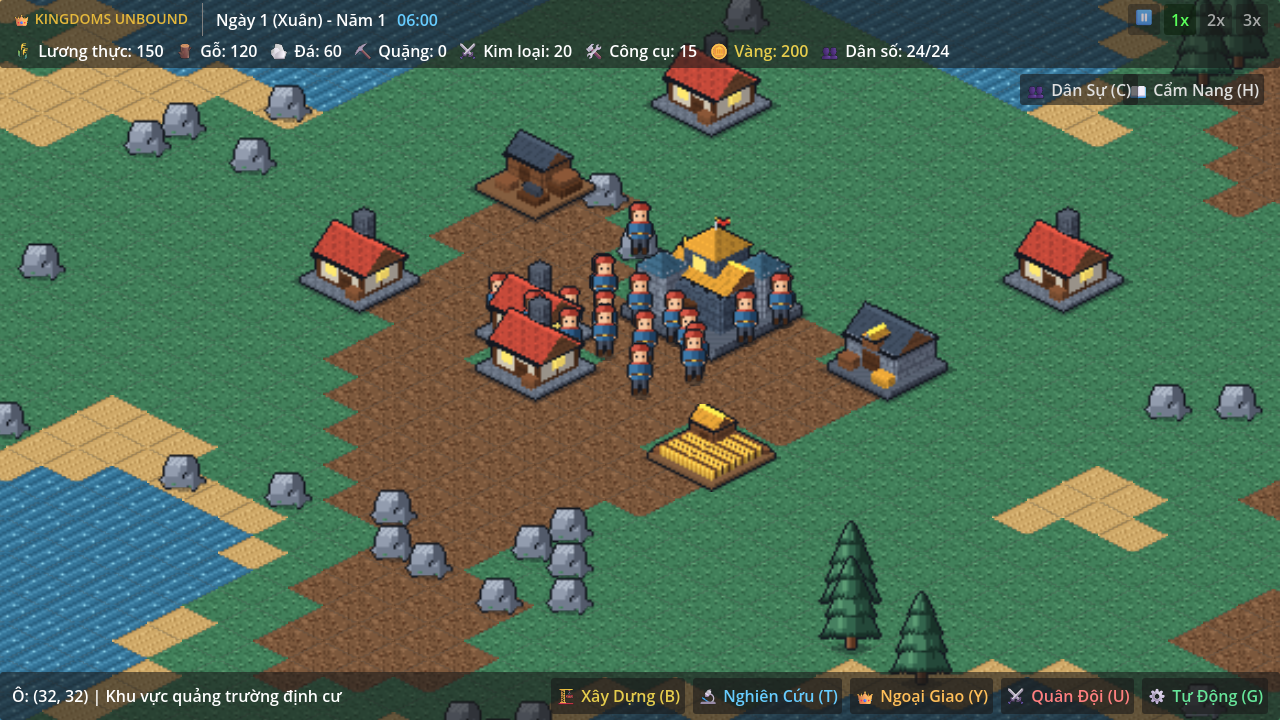 KINGDOMS UNBOUND Ngày 1 (Xuân) - Năm 1 06:00 1x 2x 3x
Lương thực: 150 Gỗ: 120 Đá: 60 Quặng: 0 Kim loại: 20 Công cụ: 15 Vàng: 200 Dân số: 24/24
Dân Sự (C) Cẩm Nang (H)
Ô: (32, 32) | Khu vực quảng trường định cư Xây Dựng (B) Nghiên Cứu (T) Ngoại Giao (Y) Quân Đội (U) Tự Động (G)